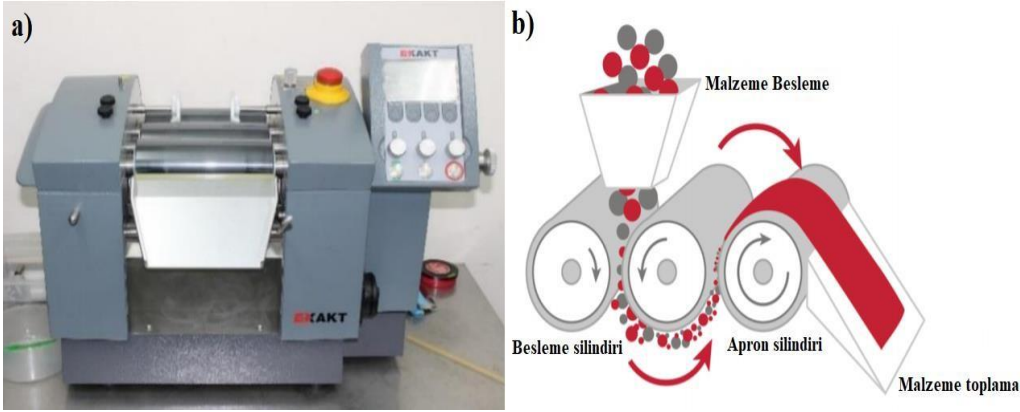 a)
EXAKT
EXAKT
b)
Malzeme Besleme
Besleme silindiri
Apron silindiri
Malzeme toplama